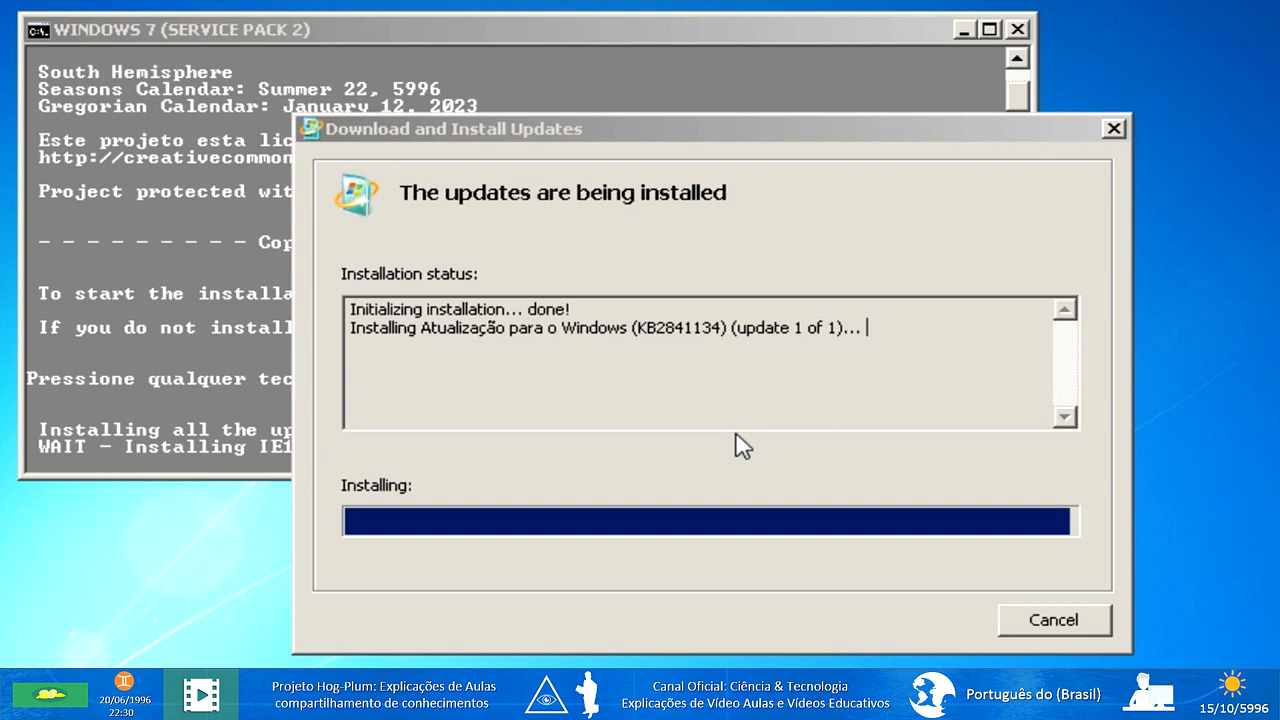 WINDOWS 7 (SERVICE PACK 2)
South Hemisphere
Seasons Calendar: Summer 22, 5996
Gregorian Calendar: January 12, 2023
Este projeto esta lic
http://creativecommon
Project protected wit
- - - - - - - - - Cop
To start the installa
If you do not install
Pressione qualquer tec
Installing all the up
WAIT - Installing IE1
Download and Install Updates
The updates are being installed
Installation status:
Initializing installation... done!
Installing Atualização para o Windows (KB2841134) (update 1 of 1)...
Installing:
Cancel
20/06/1996
22:30
Projeto Hog-Plum: Explicações de Aulas
compartilhamento de conhecimentos
Canal Oficial: Ciência & Tecnologia
Explicações de Vídeo Aulas e Vídeos Educativos
Português do (Brasil)
15/10/5996